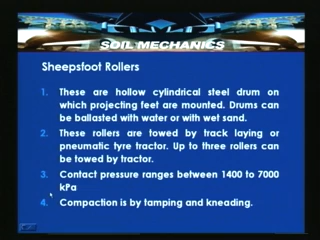 SOIL MECHANICS
Sheepsfoot Rollers
1. These are hollow cylindrical steel drum on
which projecting feet are mounted. Drums can
be ballasted with water or with wet sand.
2. These rollers are towed by track laying or
pneumatic tyre tractor. Up to three rollers can
be towed by tractor.
3. Contact pressure ranges between 1400 to 7000
kPa
4. Compaction is by tamping and kneading.